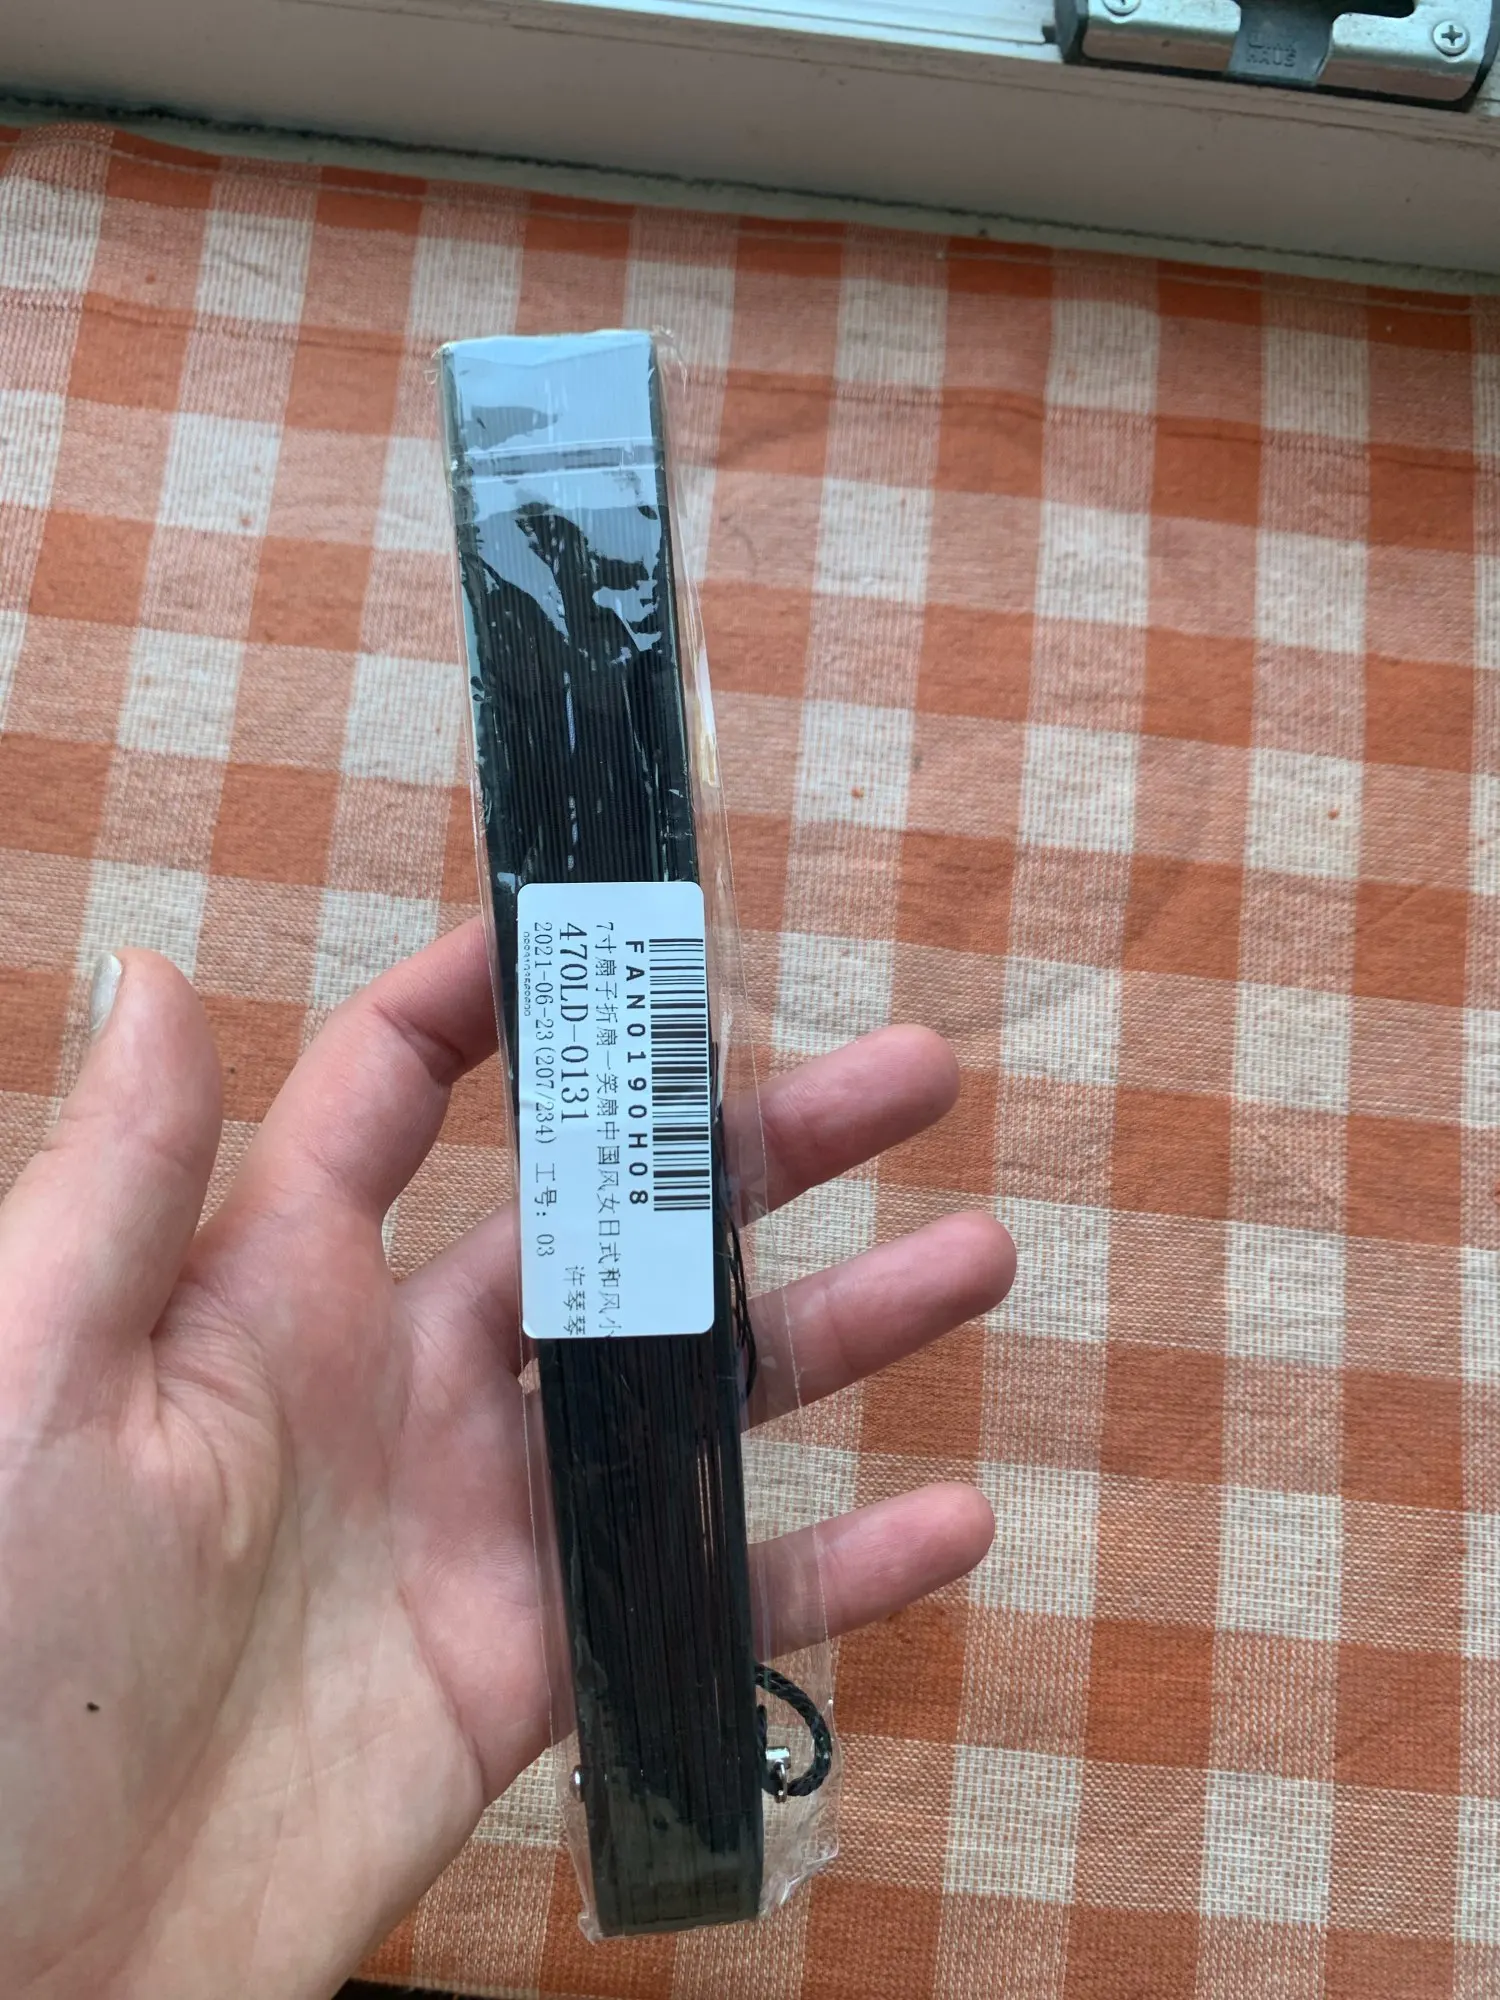 FAN0190H08
7寸扇子折扇一笑扇中国风女日式和风小
470LD-0131
许琴琴
2021-06-23(207/234) 工号: 03
HAUS